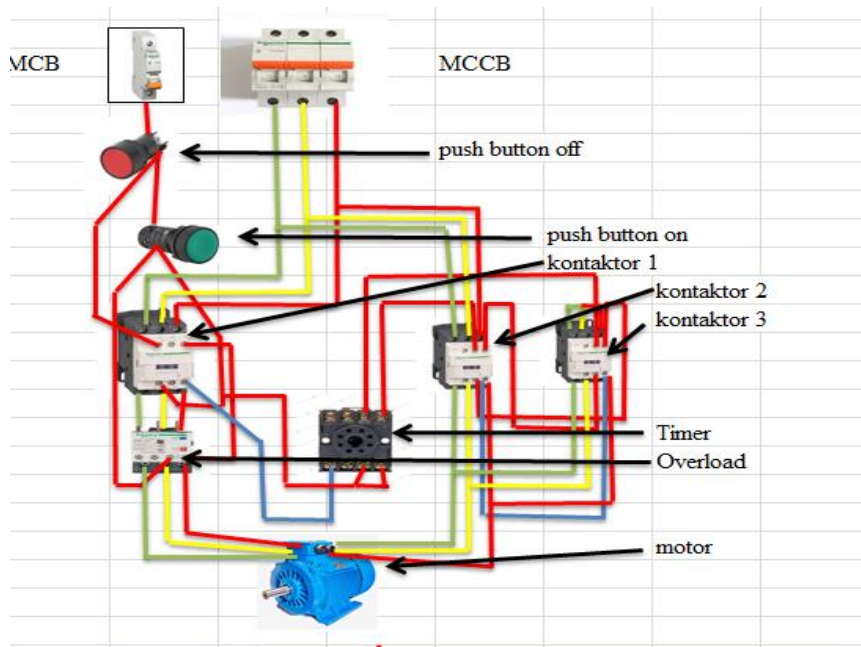 MCB
MCCB
push button off
push button on
kontaktor 1
kontaktor 2
kontaktor 3
Timer
Overload
motor